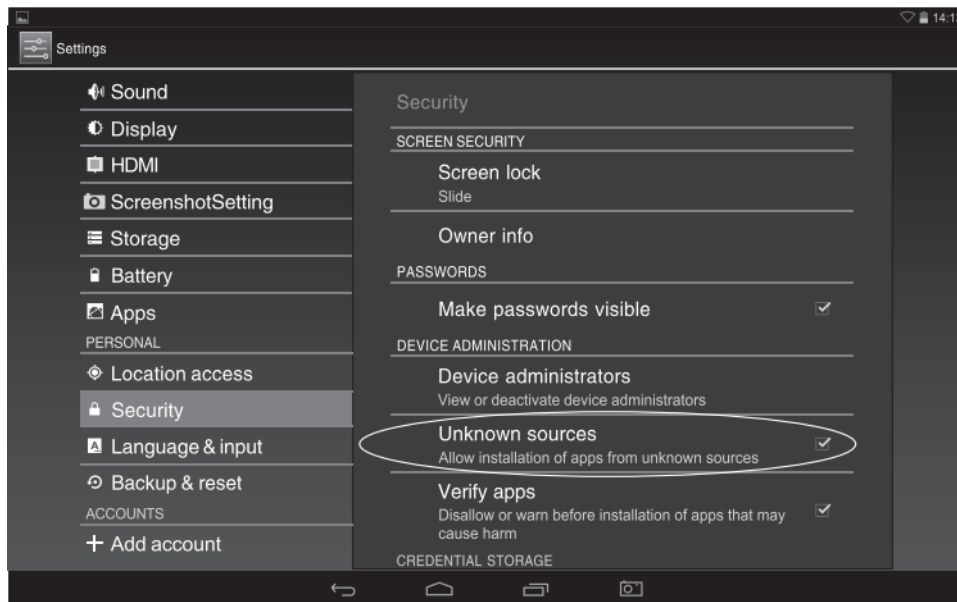 14:1
Settings
Sound
Display
HDMI
ScreenshotSetting
Storage
Battery
Apps
PERSONAL
Location access
Security
Language & input
Backup & reset
ACCOUNTS
Add account
Security
SCREEN SECURITY
Screen lock
Slide
Owner info
PASSWORDS
Make passwords visible
DEVICE ADMINISTRATION
Device administrators
View or deactivate device administrators
Unknown sources
Allow installation of apps from unknown sources
Verify apps
Disallow or warn before installation of apps that may
cause harm
CREDENTIAL STORAGE